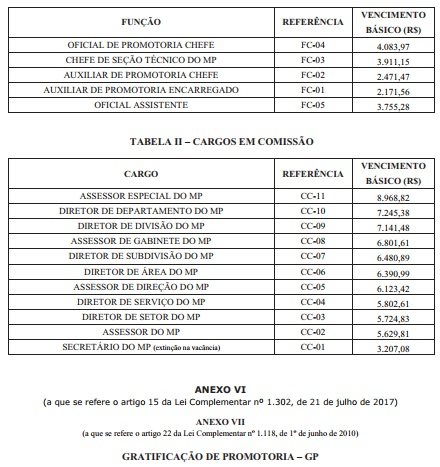 FUNÇÃO REFERÊNCIA VENCIMENTO BÁSICO (R$)
OFICIAL DE PROMOTORIA CHEFE FC-04 4.083,97
CHEFE DE SEÇÃO TÉCNICO DO MP FC-03 3.911,15
AUXILIAR DE PROMOTORIA CHEFE FC-02 2.471,47
AUXILIAR DE PROMOTORIA ENCARREGADO FC-01 2.171,56
OFICIAL ASSISTENTE FC-05 3.755,28
TABELA II – CARGOS EM COMISSÃO
CARGO REFERÊNCIA VENCIMENTO BÁSICO (R$)
ASSESSOR ESPECIAL DO MP CC-11 8.968,82
DIRETOR DE DEPARTAMENTO DO MP CC-10 7.245,38
DIRETOR DE DIVISÃO DO MP CC-09 7.141,48
ASSESSOR DE GABINETE DO MP CC-08 6.801,61
DIRETOR DE SUBDIVISÃO DO MP CC-07 6.480,89
DIRETOR DE ÁREA DO MP CC-06 6.390,99
ASSESSOR DE DIREÇÃO DO MP CC-05 6.123,42
DIRETOR DE SERVIÇO DO MP CC-04 5.802,61
DIRETOR DE SETOR DO MP CC-03 5.724,83
ASSESSOR DO MP CC-02 5.629,81
SECRETÁRIO DO MP (extinção na vacância) CC-01 3.207,08
ANEXO VI
(a que se refere o artigo 15 da Lei Complementar nº 1.302, de 21 de julho de 2017)
ANEXO VII
(a que se refere o artigo 22 da Lei Complementar nº 1.118, de 1º de junho de 2010)
GRATIFICAÇÃO DE PROMOTORIA – GP